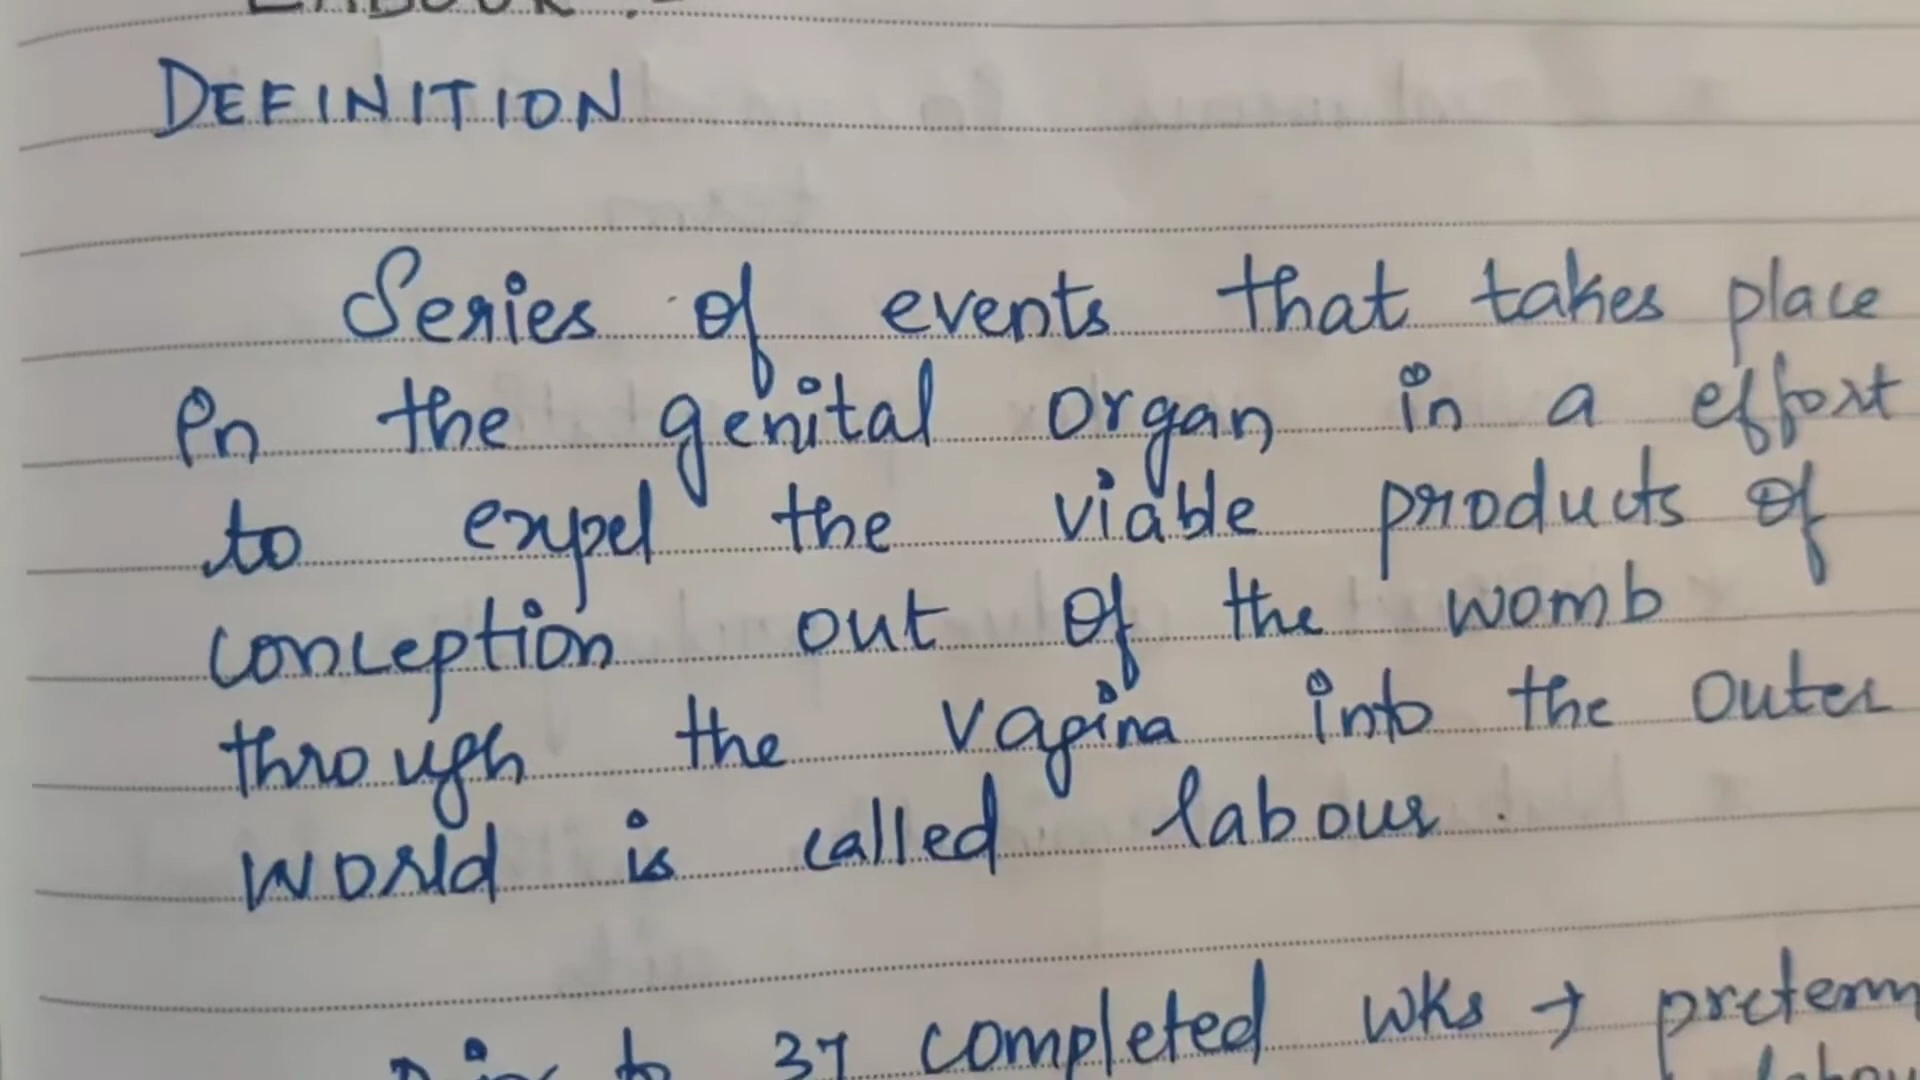 LABOUR :-
DEFINITION
Series of events that takes place
in the genital organ in a effort
to expel the viable products of
conception out of the womb
through the vagina into the outer
world is called labour.
37 completed wks → preterm
labou